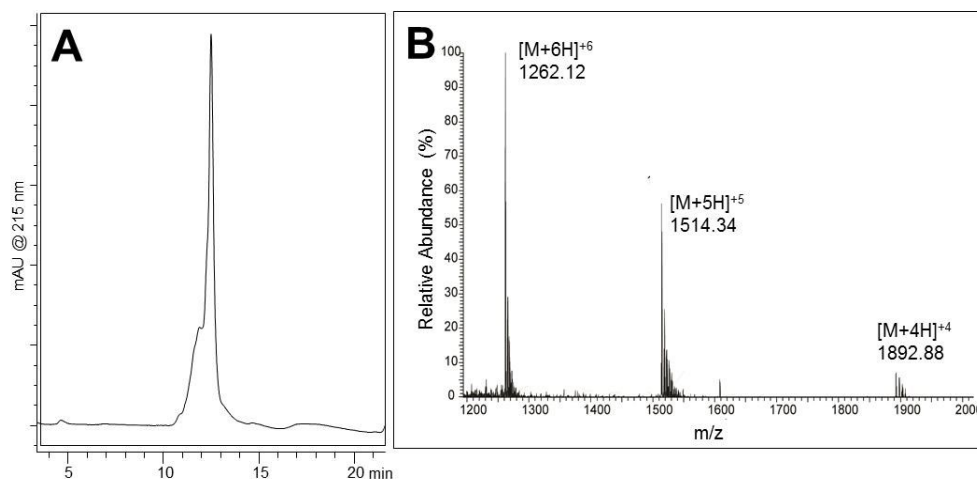 A
mAU @ 215 nm
5
10
15
20 min
B
Relative Abundance (%)
100
90
80
70
60
50
40
30
20
10
0
[M+6H]+6
1262.12
[M+5H]+5
1514.34
[M+4H]+4
1892.88
1200 1300 1400 1500 1600 1700 1800 1900 2000
m/z